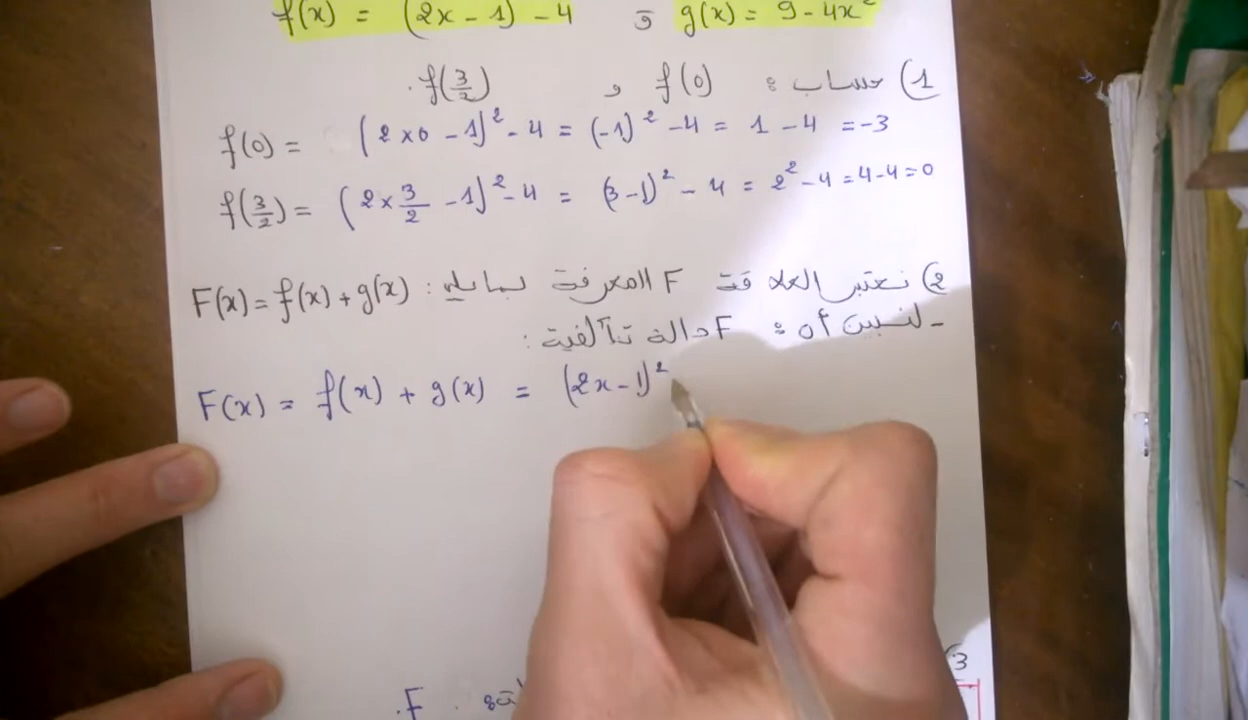 f(x) = (2x - 1) - 4 و g(x) = 9 - 4x²
1) حساب : f(0) و f(3/2).
f(0) = (2×0 - 1)² - 4 = (-1)² - 4 = 1 - 4 = -3
f(3/2) = (2×3/2 - 1)² - 4 = (3-1)² - 4 = 2² - 4 = 4-4=0
2) نعتبر العلاقة F المعرفة بمايلي : F(x) = f(x) + g(x)
- لنبين أن : F دالة تآلفية :
F(x) = f(x) + g(x) = (2x - 1)²
3)
F.